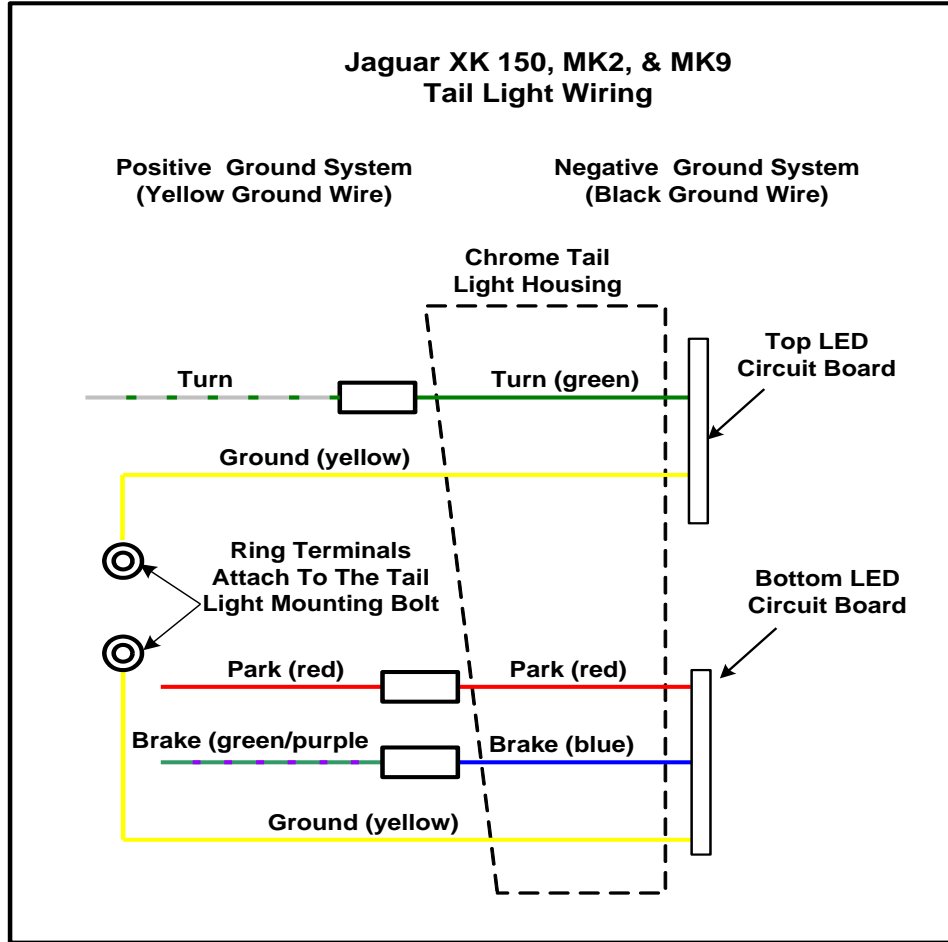 Jaguar XK 150, MK2, & MK9
Tail Light Wiring
Positive Ground System
(Yellow Ground Wire)
Negative Ground System
(Black Ground Wire)
Chrome Tail
Light Housing
Top LED
Circuit Board
Turn
Turn (green)
Ground (yellow)
Ring Terminals
Attach To The Tail
Light Mounting Bolt
Bottom LED
Circuit Board
Park (red)
Park (red)
Brake (green/purple
Brake (blue)
Ground (yellow)